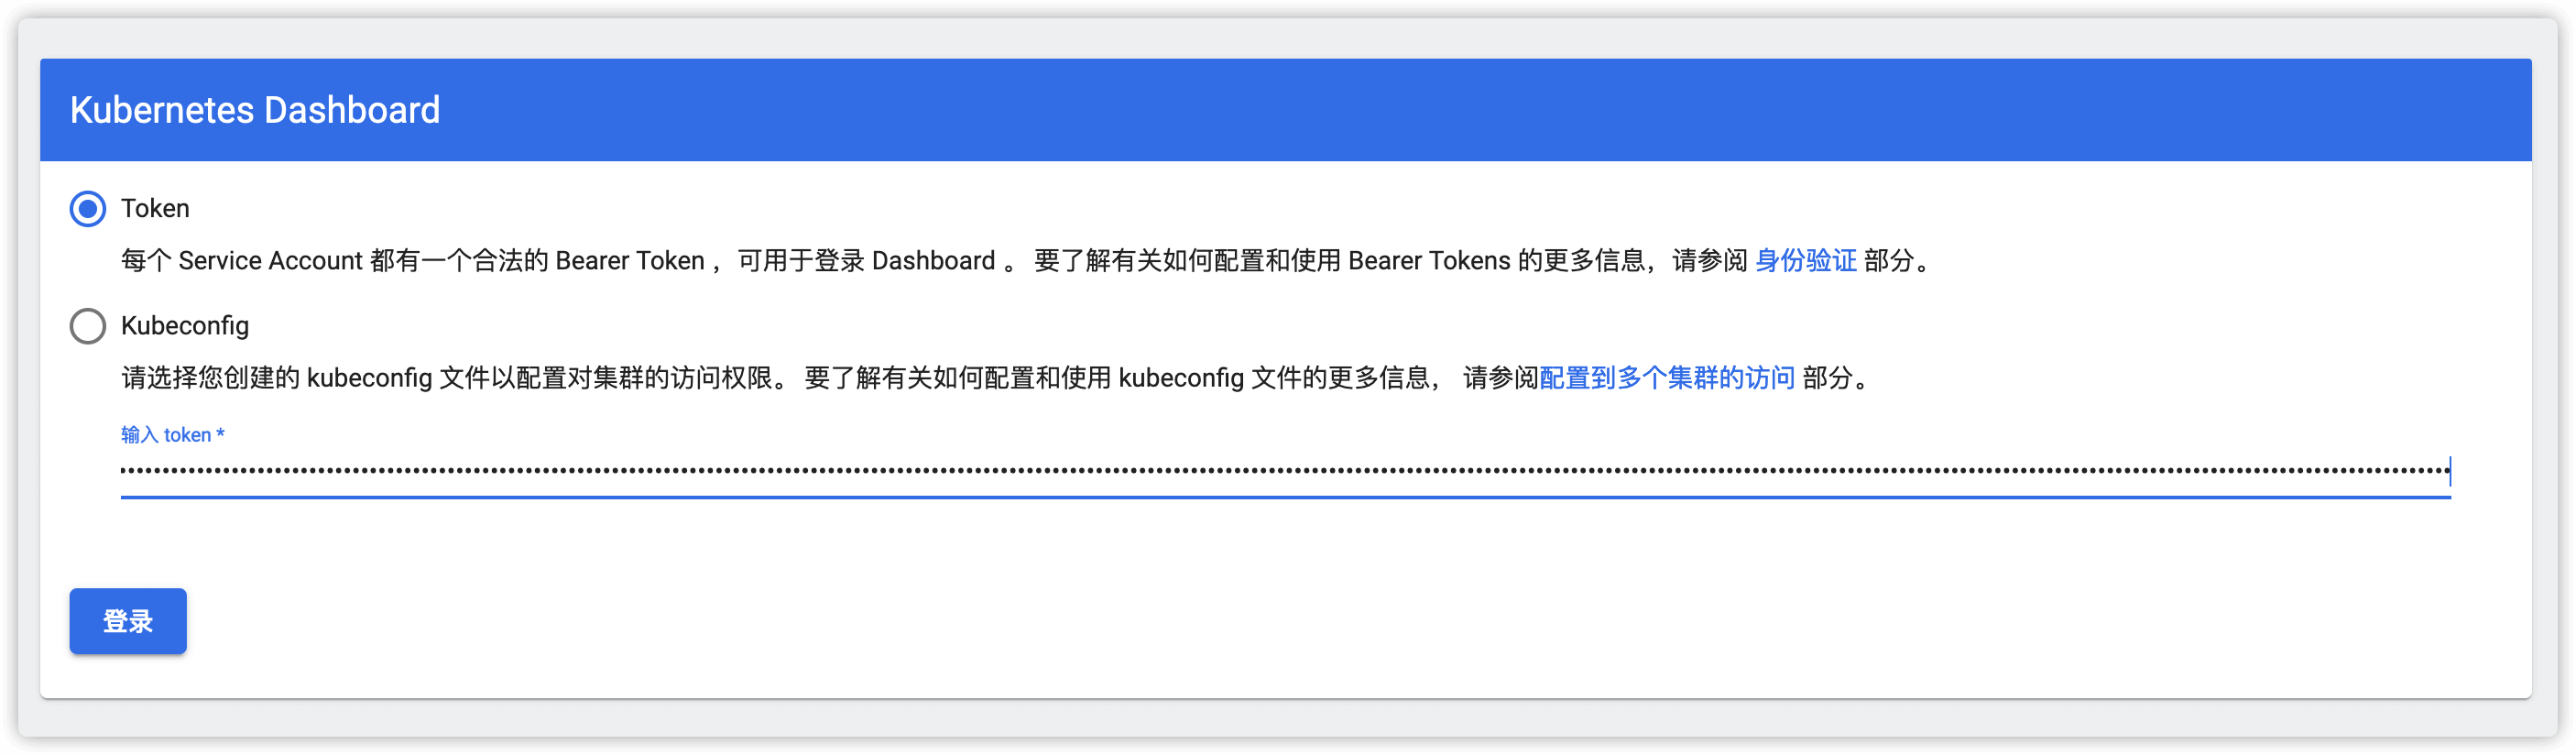 Kubernetes Dashboard
Token
每个 Service Account 都有一个合法的 Bearer Token ，可用于登录 Dashboard 。 要了解有关如何配置和使用 Bearer Tokens 的更多信息，请参阅 身份验证 部分。
Kubeconfig
请选择您创建的 kubeconfig 文件以配置对集群的访问权限。 要了解有关如何配置和使用 kubeconfig 文件的更多信息， 请参阅配置到多个集群的访问 部分。
输入 token *
登录